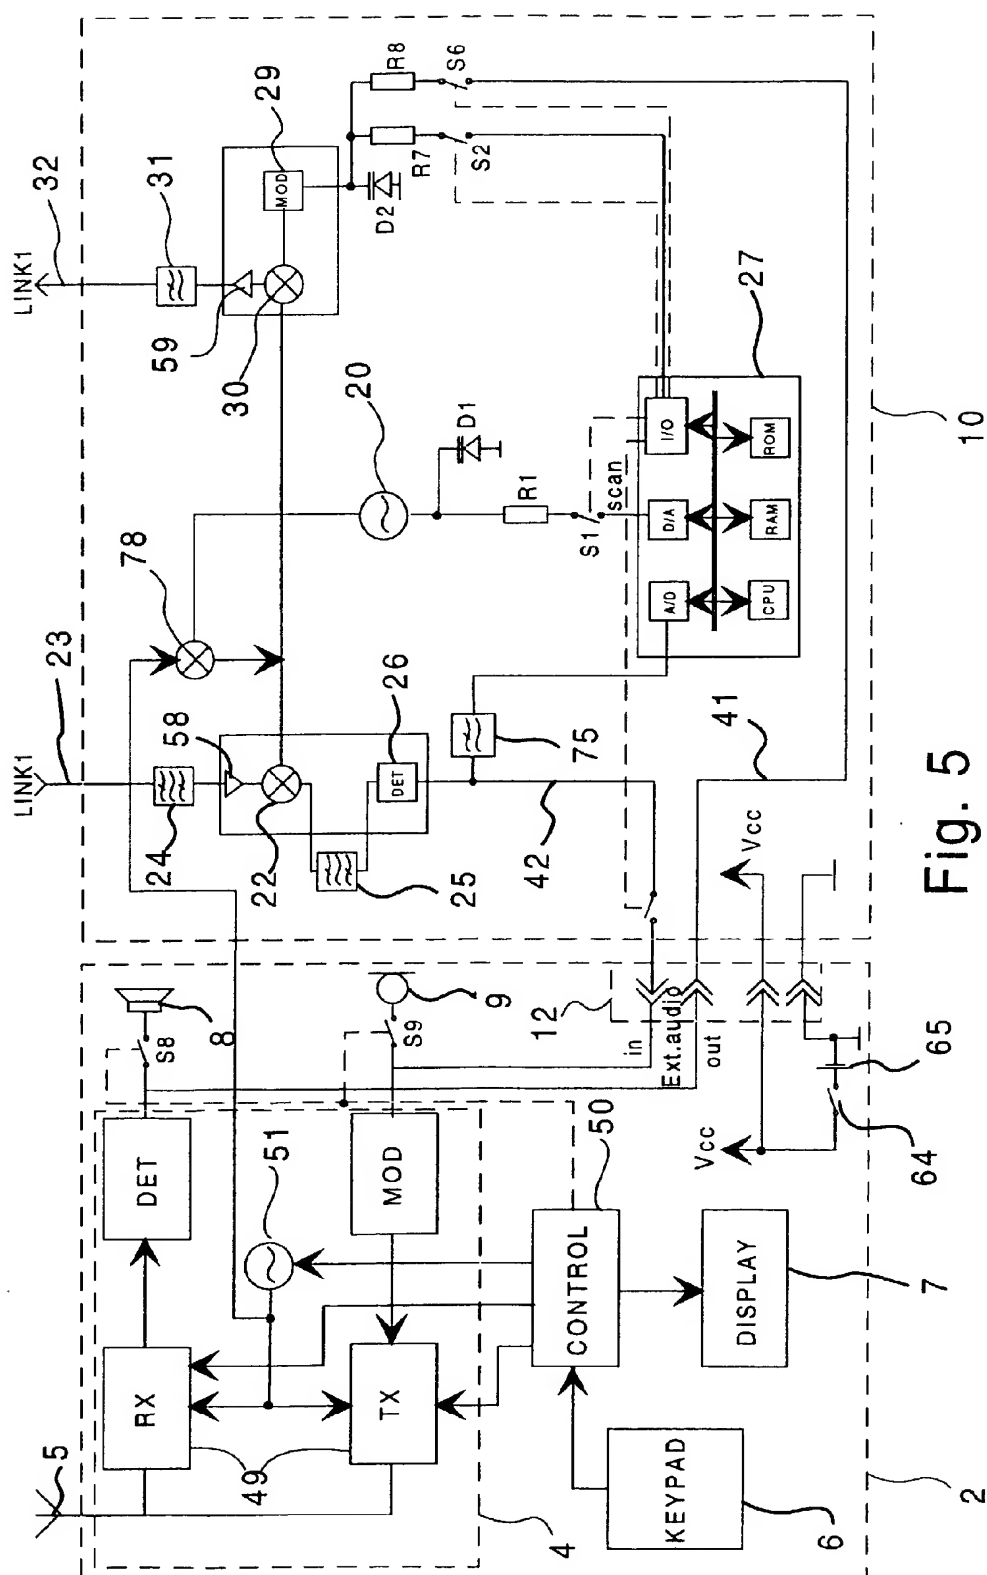 LINK1
23
LINK1
32
5
DET
8
S8
24
58
78
31
59
29
MOD
R8
S6
RX
51
22
30
R7
S2
D2
49
9
S9
25
26
DET
20
D1
TX
MOD
in
Ext.audio
out
12
42
75
R1
S1
scan
4
CONTROL
50
A/D
D/A
I/O
27
KEYPAD
6
DISPLAY
7
Vcc
Vcc
41
CPU
RAM
ROM
64
65
2
10
Fig. 5